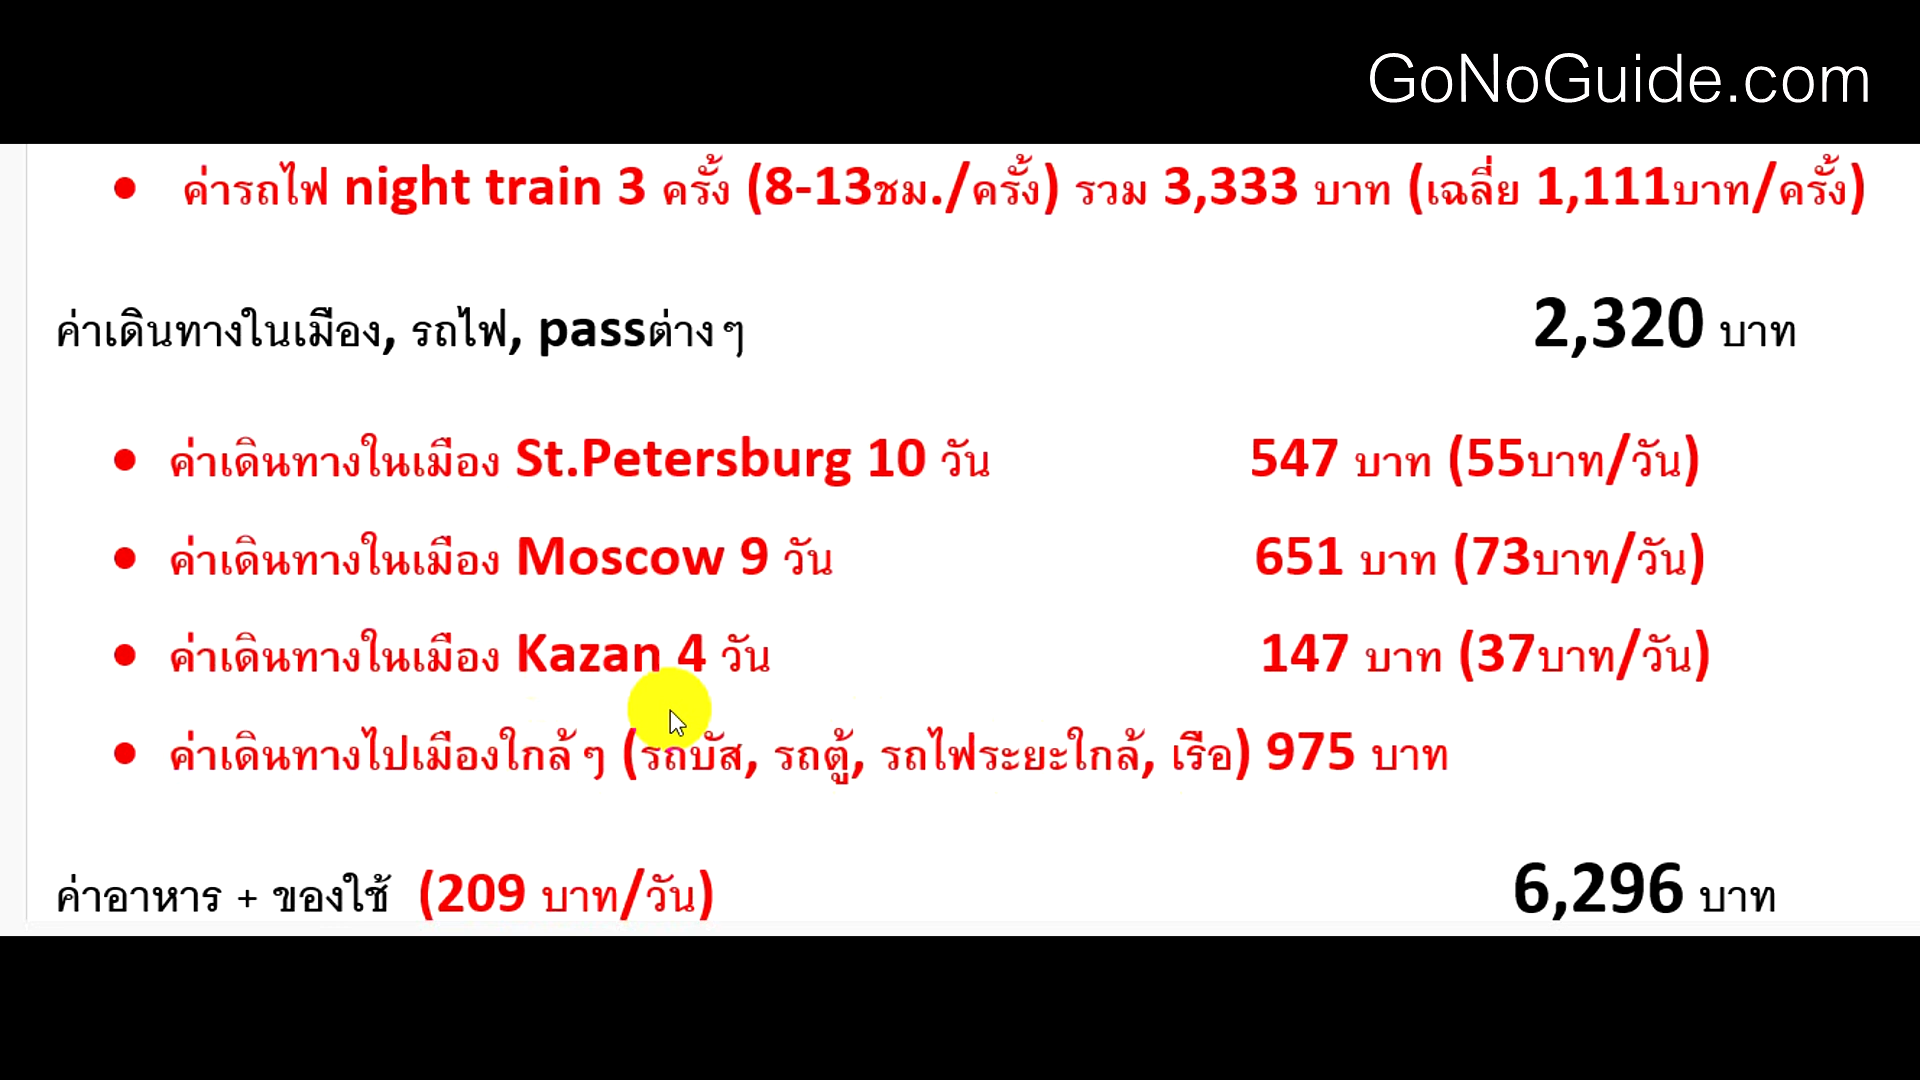 GoNoGuide.com
• ค่ารถไฟ night train 3 ครั้ง (8-13ชม./ครั้ง) รวม 3,333 บาท (เฉลี่ย 1,111บาท/ครั้ง)
ค่าเดินทางในเมือง, รถไฟ, passต่างๆ 2,320 บาท
• ค่าเดินทางในเมือง St.Petersburg 10 วัน 547 บาท (55บาท/วัน)
• ค่าเดินทางในเมือง Moscow 9 วัน 651 บาท (73บาท/วัน)
• ค่าเดินทางในเมือง Kazan 4 วัน 147 บาท (37บาท/วัน)
• ค่าเดินทางไปเมืองใกล้ๆ (รถบัส, รถตู้, รถไฟระยะใกล้, เรือ) 975 บาท
ค่าอาหาร + ของใช้ (209 บาท/วัน) 6,296 บาท